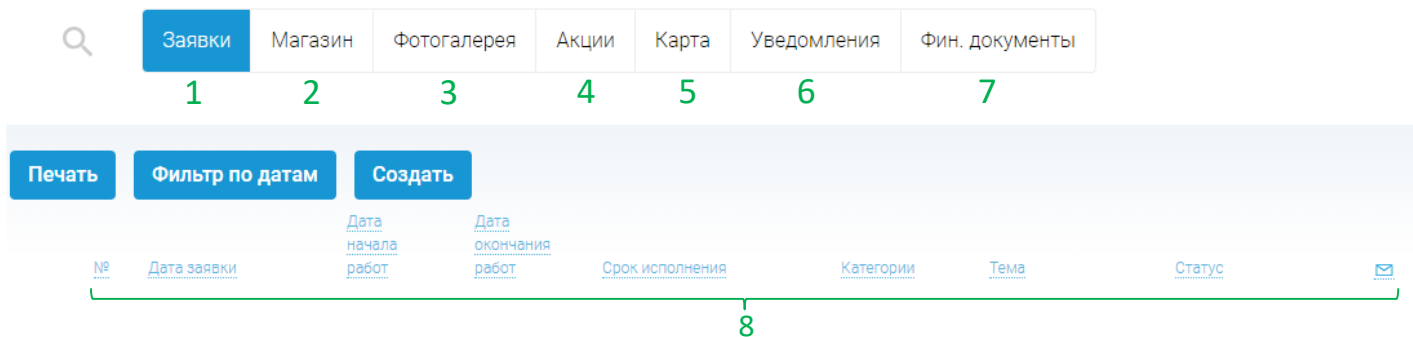 Заявки Магазин Фотогалерея Акции Карта Уведомления Фин. документы
1 2 3 4 5 6 7
Печать Фильтр по датам Создать
№ Дата заявки Дата начала работ Дата окончания работ Срок исполнения Категории Тема Статус
8